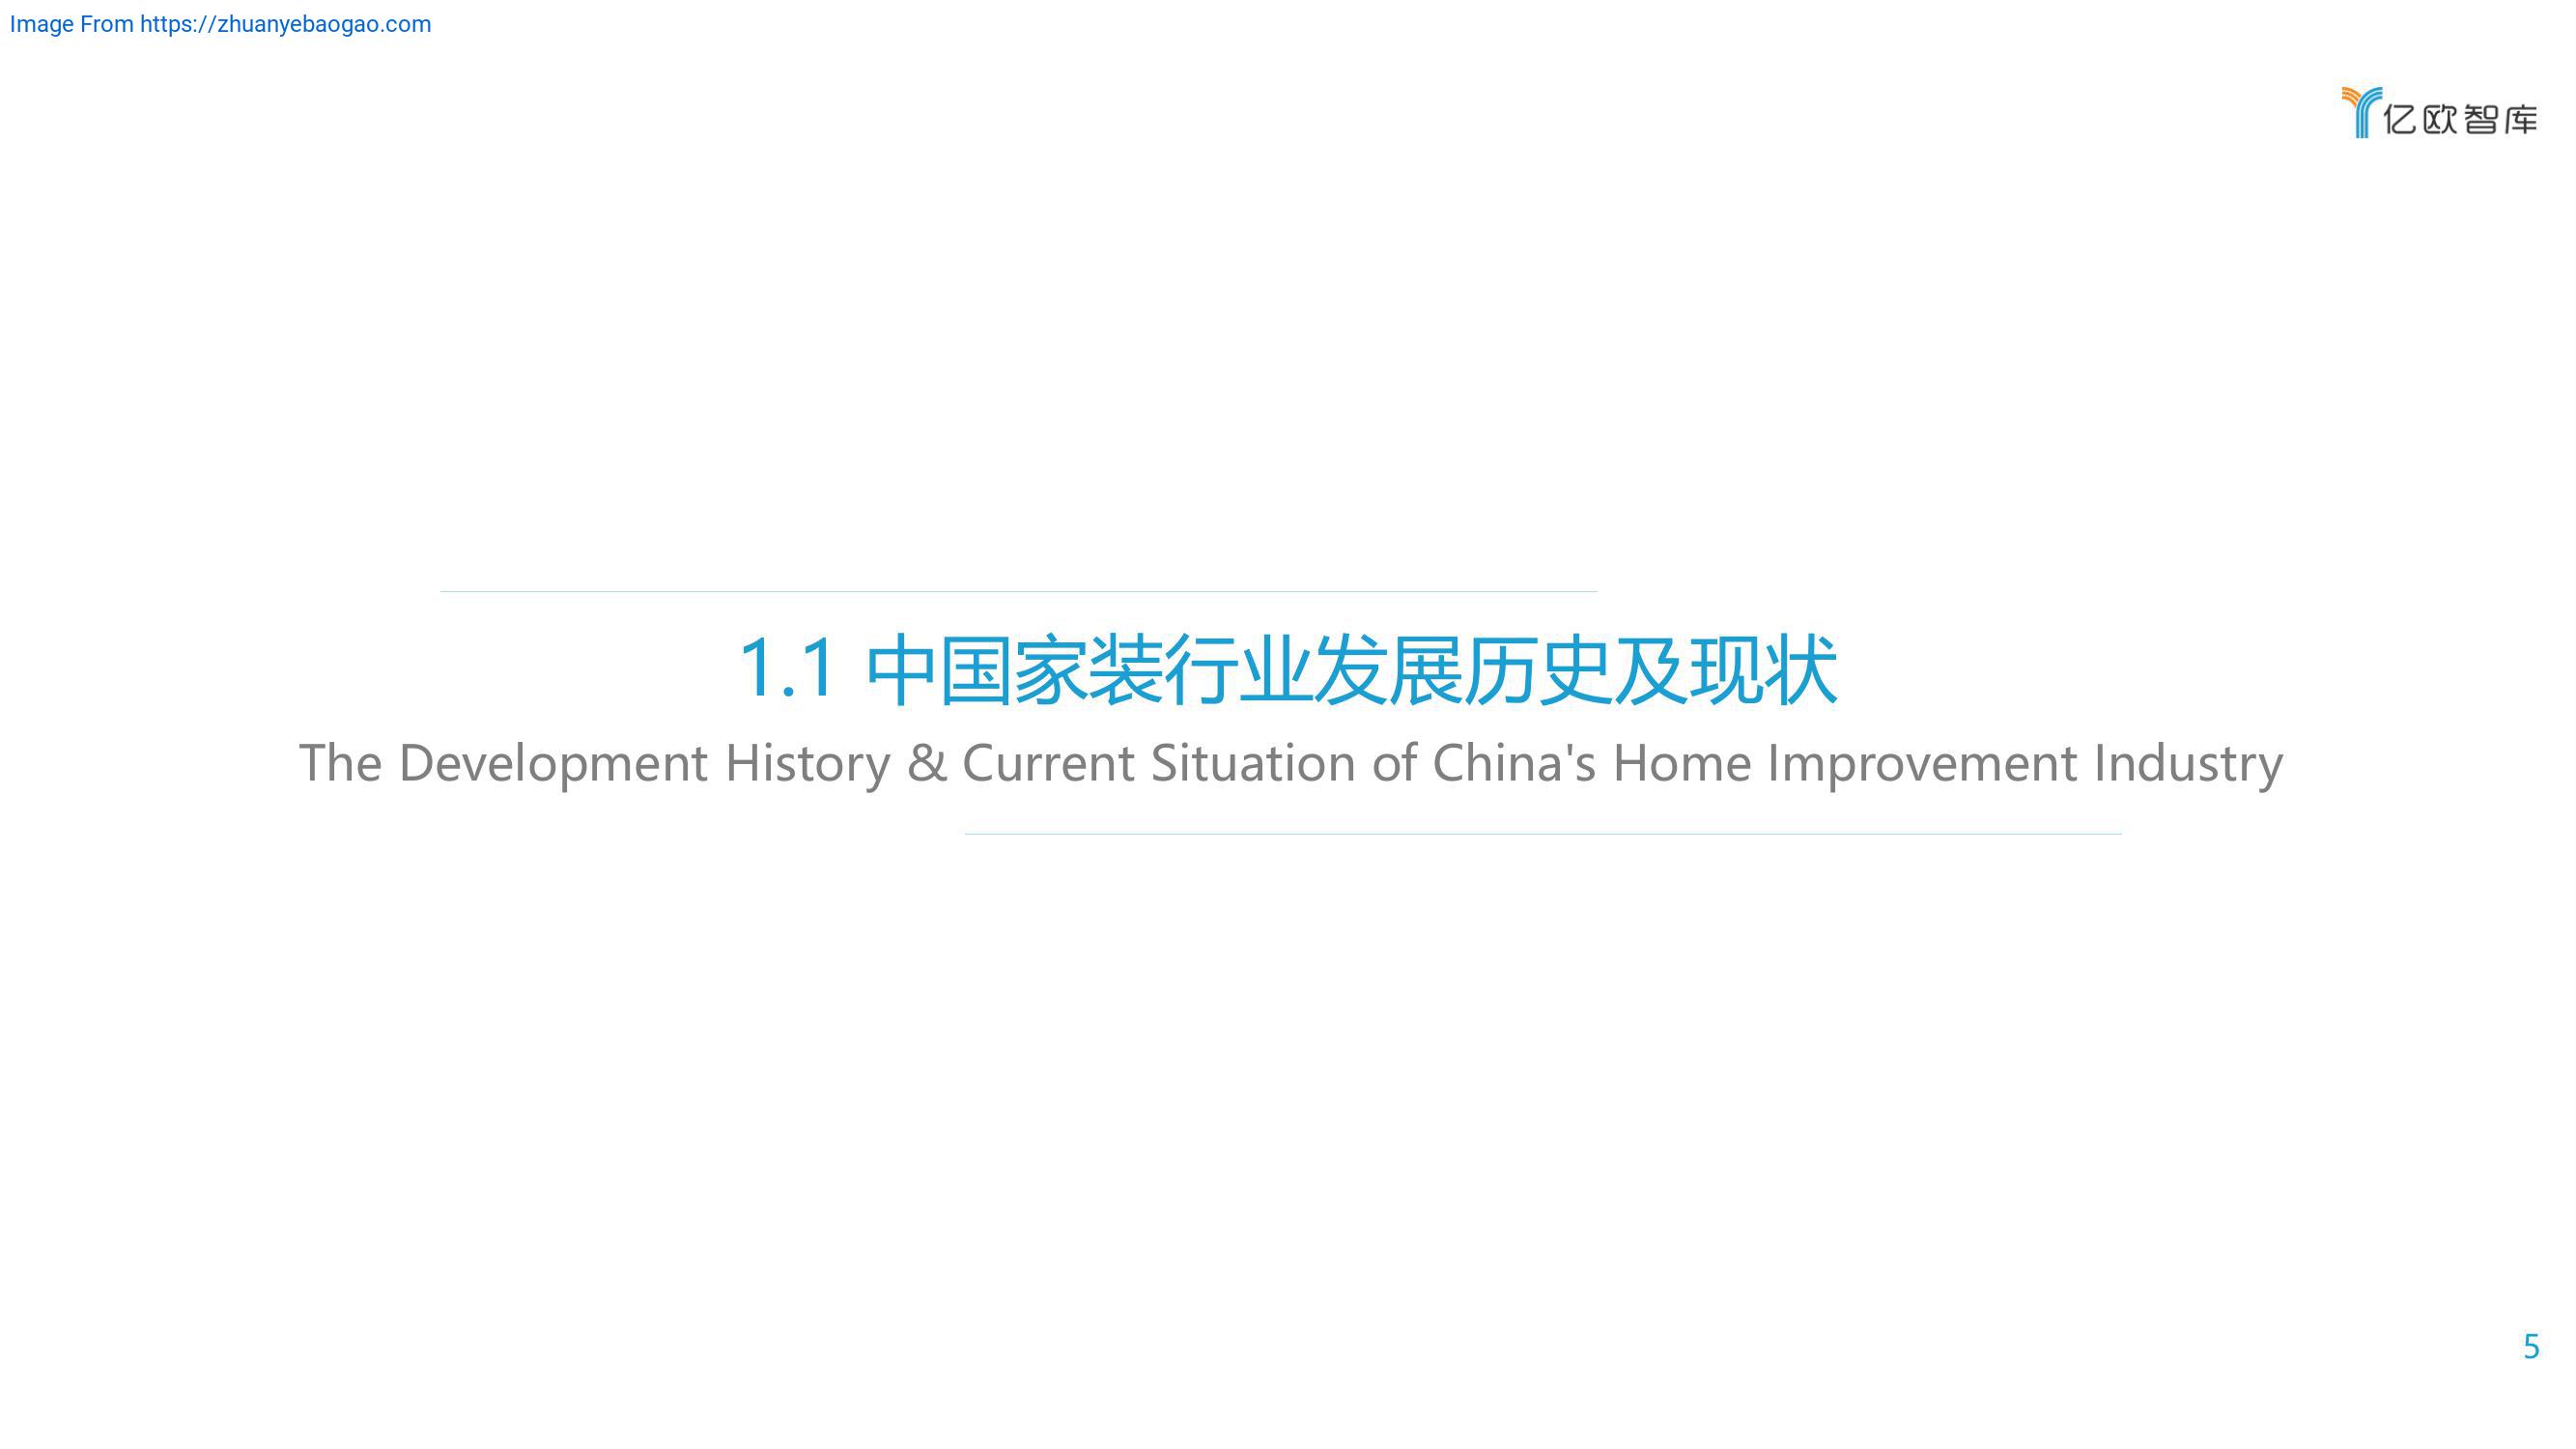 Image From https://zhuanyebaogao.com
亿欧智库
1.1 中国家装行业发展历史及现状
The Development History & Current Situation of China's Home Improvement Industry
5